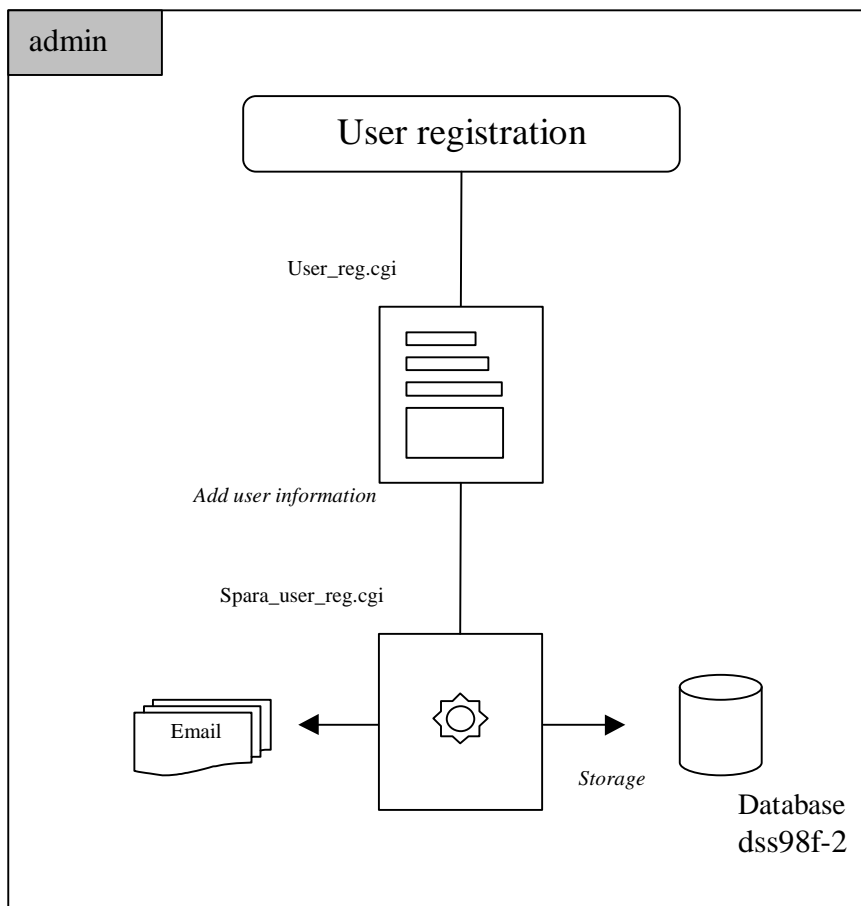 admin
User registration
User_reg.cgi
Add user information
Spara_user_reg.cgi
Email
Storage
Database
dss98f-2